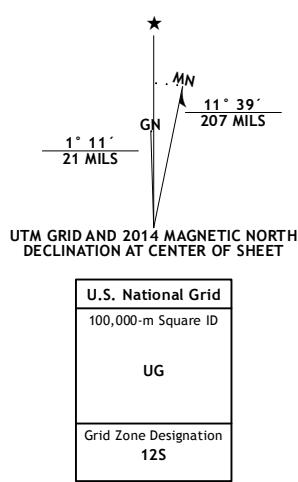 ★
MN
11° 39´
207 MILS
GN
1° 11´
21 MILS
UTM GRID AND 2014 MAGNETIC NORTH
DECLINATION AT CENTER OF SHEET
U.S. National Grid
100,000-m Square ID
UG
Grid Zone Designation
12S